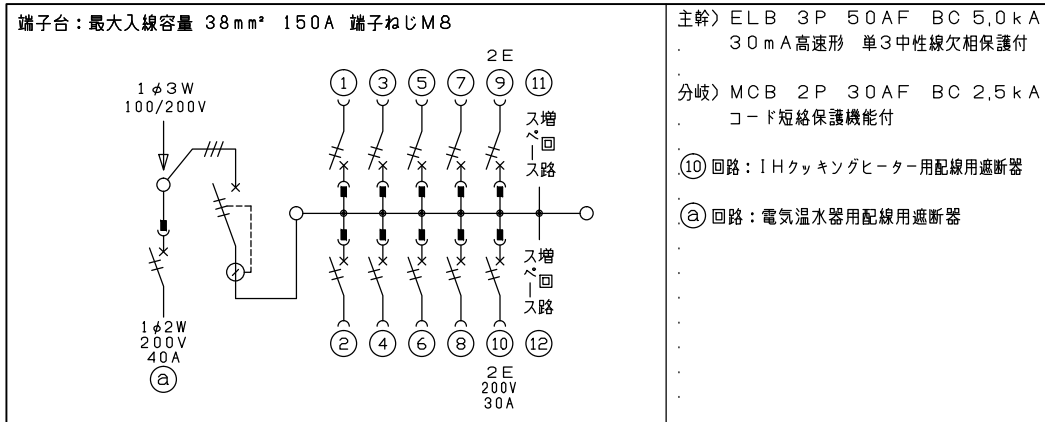 端子台：最大入線容量 38mm² 150A 端子ねじM8
2E
① ③ ⑤ ⑦ ⑨ ⑪
1φ3W
100/200V
増回路
スペース
増回路
スペース
1φ2W
200V
40A
ⓐ
② ④ ⑥ ⑧ ⑩ ⑫
2E
200V
30A
主幹）ELB 3P 50AF BC 5,0kA
30mA高速形 単3中性線欠相保護付
分岐）MCB 2P 30AF BC 2,5kA
コード短絡保護機能付
⑩回路：IHクッキングヒーター用配線用遮断器
ⓐ回路：電気温水器用配線用遮断器